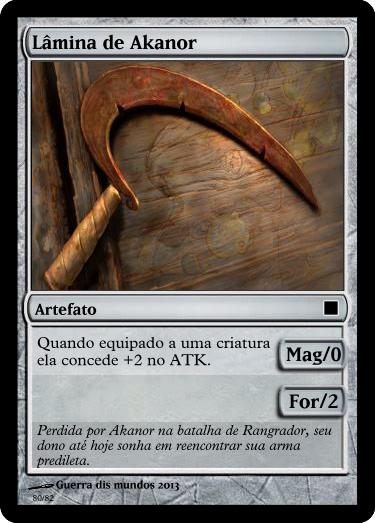 Lâmina de Akanor
Artefato
Quando equipado a uma criatura
ela concede +2 no ATK.
Mag/0
For/2
Perdida por Akanor na batalha de Rangrador, seu
dono até hoje sonha em reencontrar sua arma
predileta.
Guerra dis mundos 2013
80/82